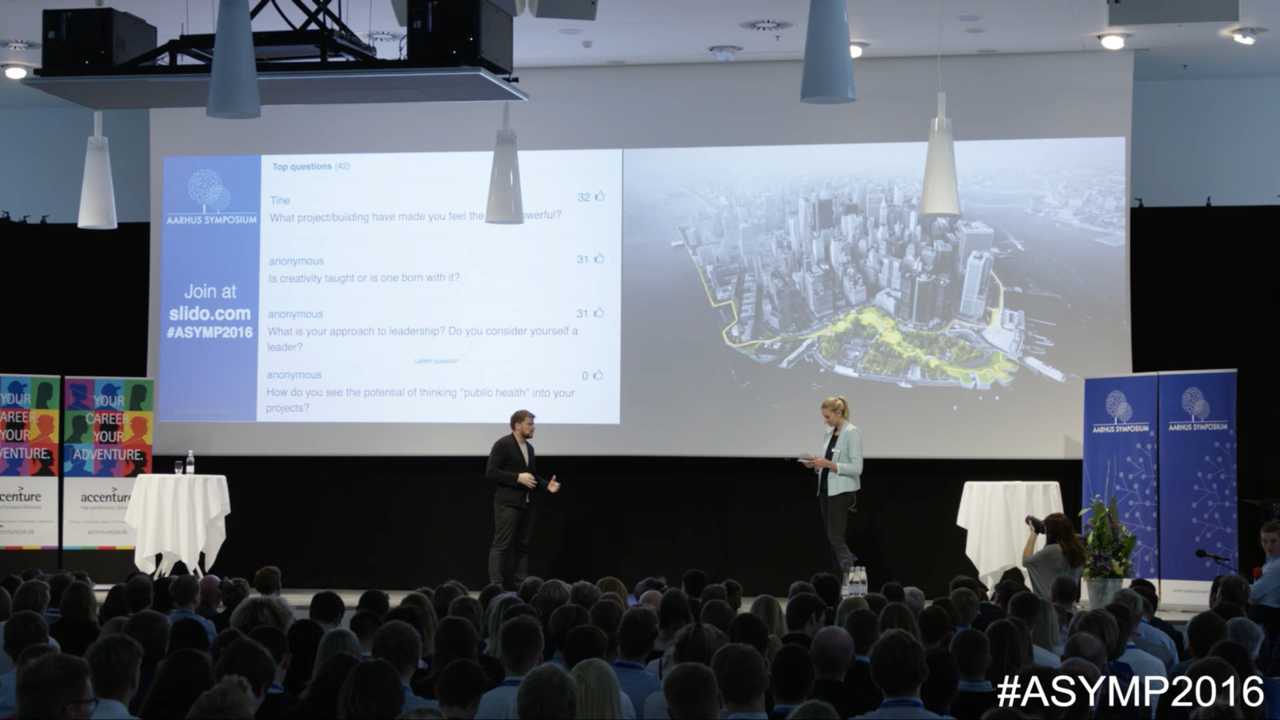 Top questions (42)
Tine
32
What project/building have made you feel the
anonymous
31
Is creativity taught or is one born with it?
anonymous
31
What is your approach to leadership? Do you consider yourself a
leader?
Latest question
anonymous
0
How do you see the potential of thinking "public health" into your
projects?
AARHUS SYMPOSIUM
Join at
slido.com
#ASYMP2016
YOUR
CAREER
YOUR
VENTURE.
centure
YOUR
CAREER
YOUR
ADVENTURE.
accenture
AARHUS SYMPOSIUM
AARHUS SYMPOSIUM
#ASYMP2016